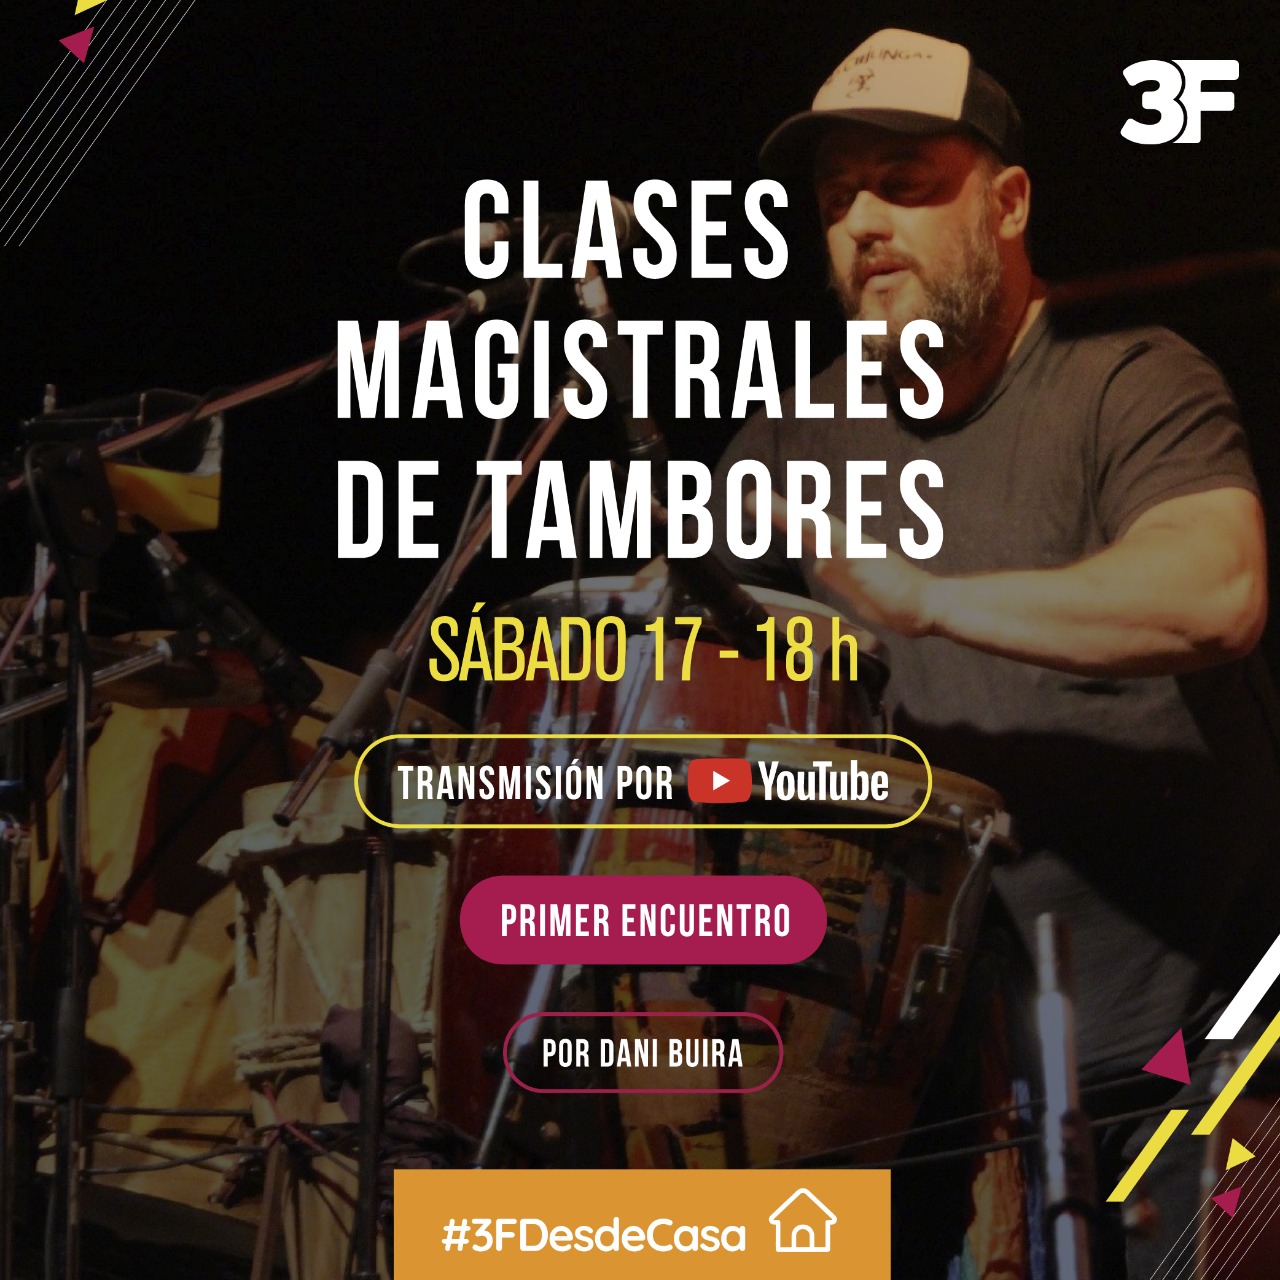 3F
CLASES
MAGISTRALES
DE TAMBORES
SÁBADO 17 - 18 h
TRANSMISIÓN POR YouTube
PRIMER ENCUENTRO
POR DANI BUIRA
#3FDesdeCasa